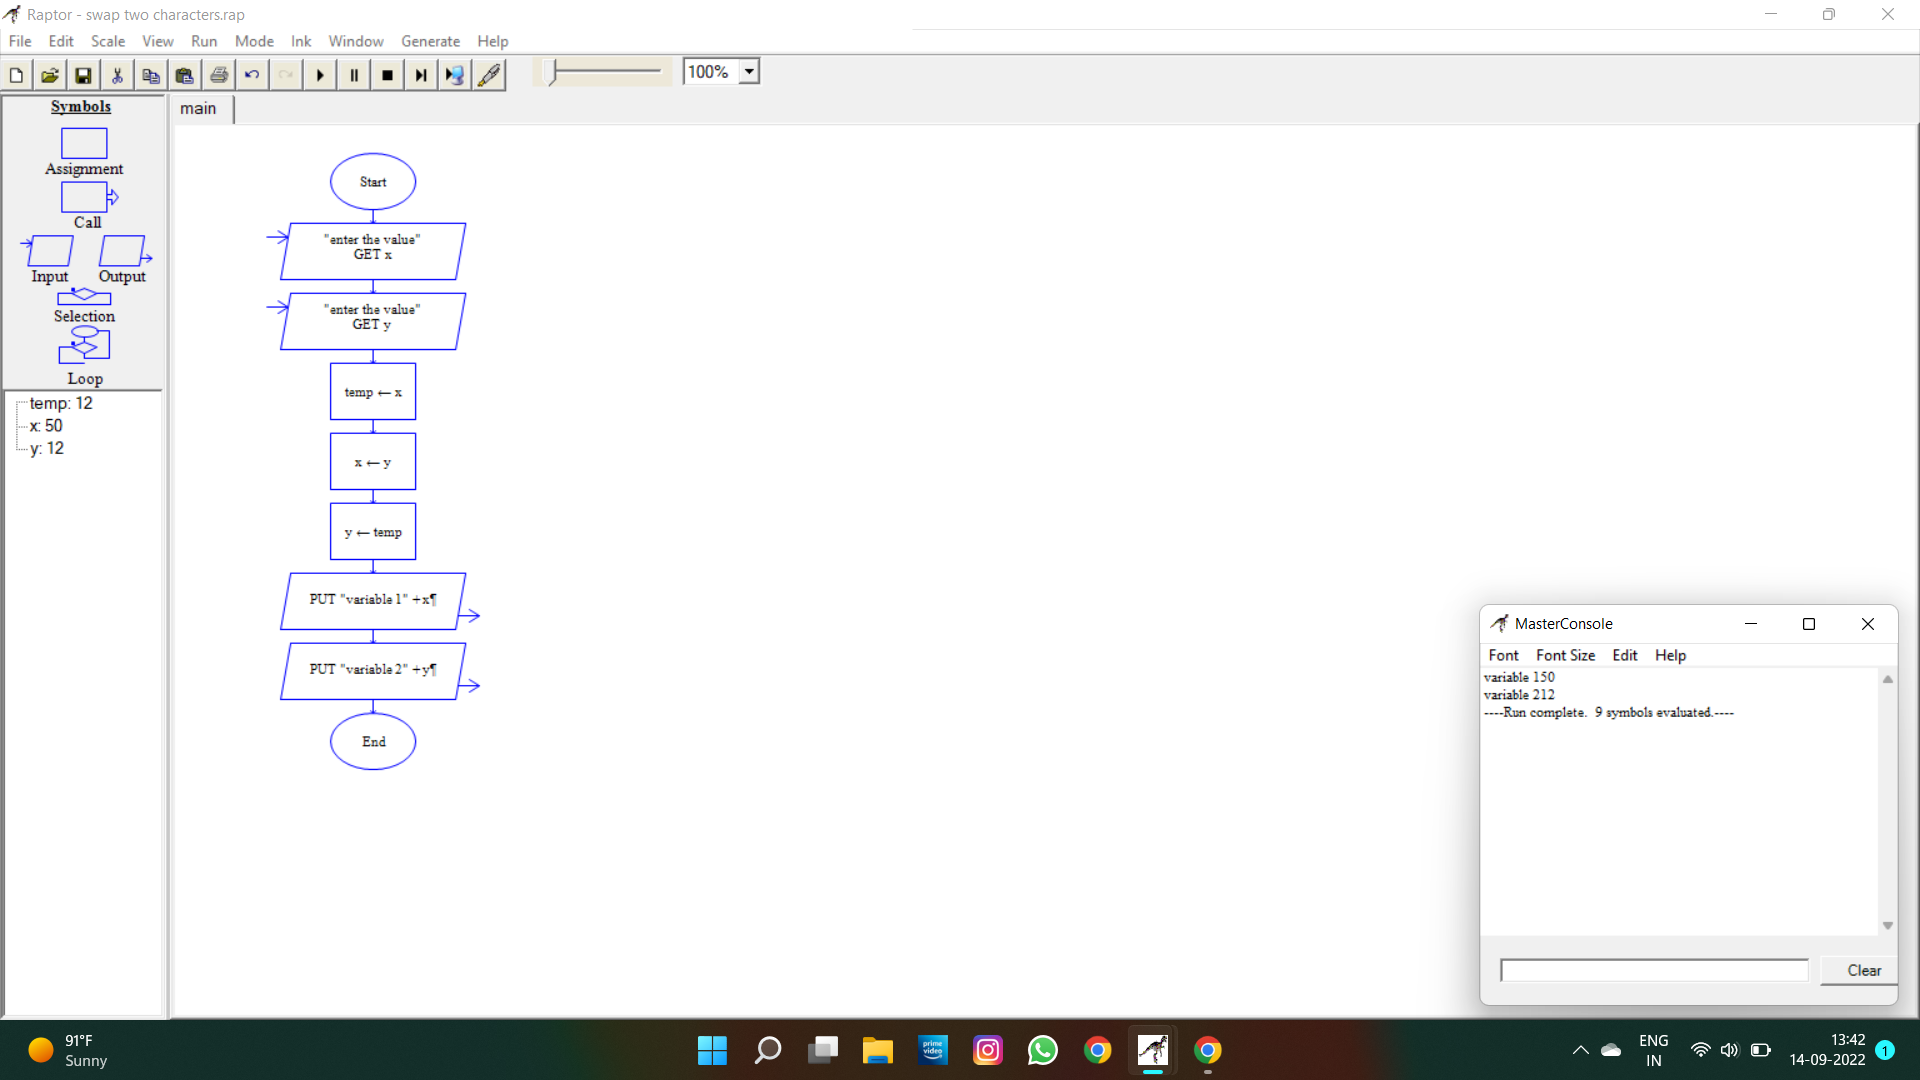 Raptor - swap two characters.rap
File Edit Scale View Run Mode Ink Window Generate Help
100%
Symbols
Assignment
Call
Input Output
Selection
Loop
temp: 12
x: 50
y: 12
main
Start
"enter the value"
GET x
"enter the value"
GET y
temp ← x
x ← y
y ← temp
PUT "variable 1" +x¶
PUT "variable 2" +y¶
End
MasterConsole
Font Font Size Edit Help
variable 150
variable 212
----Run complete.  9 symbols evaluated.----
Clear
91°F
Sunny
prime
video
ENG
IN
13:42
14-09-2022
1